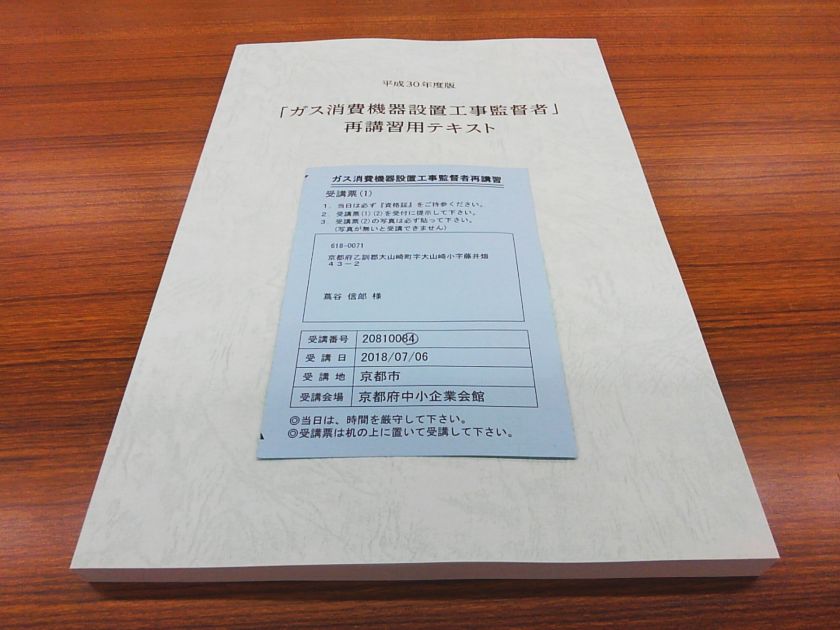 平成30年度版
「ガス消費機器設置工事監督者」
再講習用テキスト
ガス消費機器設置工事監督者再講習
受講票(1)
1. 当日は必ず『資格証』をご持参ください。
2. 受講票(1)(2)を受付に提示して下さい。
3. 受講票(2)の写真は必ず貼って下さい。
(写真が無いと受講できません)
618-0071
京都府乙訓郡大山崎町字大山崎小字藤井畑
43-2
蔦谷 信郎 様
受講番号 20810084
受講日 2018/07/06
受講地 京都市
受講会場 京都府中小企業会館
◎当日は、時間を厳守して下さい。
◎受講票は机の上に置いて受講して下さい。